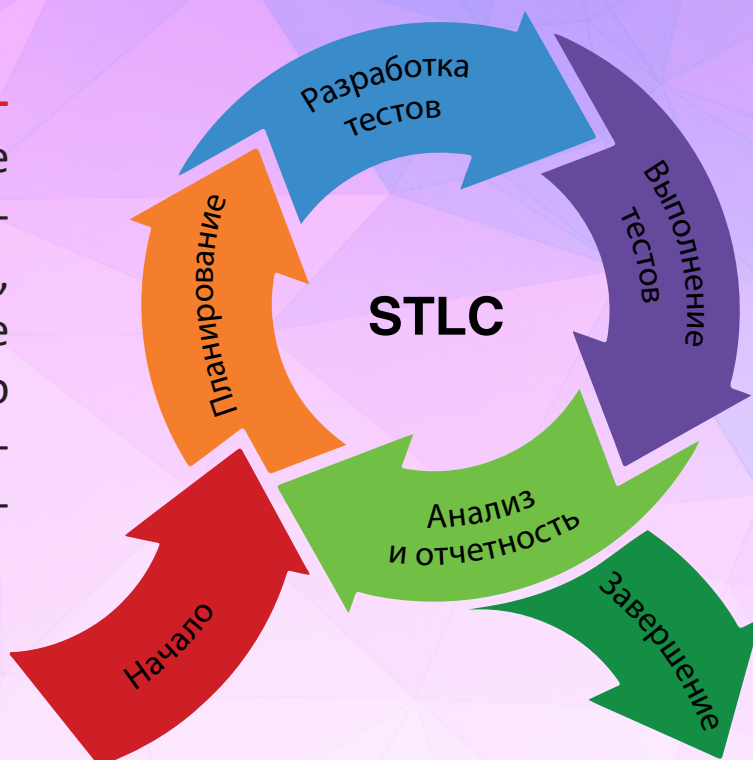 Начало
Планирование
Разработка
тестов
Выполнение
тестов
Анализ
и отчетность
Завершение
STLC